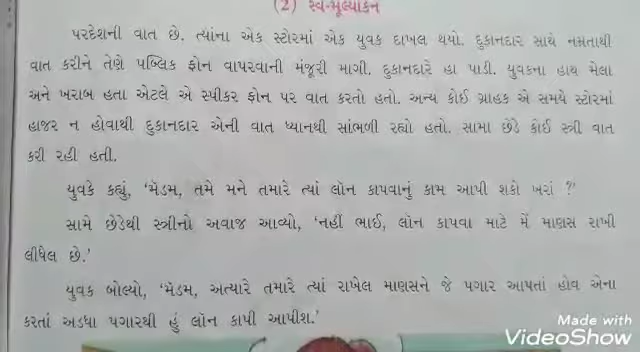 (2) સ્વ-મૂલ્યાંકન
પરદેશની વાત છે. ત્યાંના એક સ્ટોરમાં એક યુવક દાખલ થયો. દુકાનદાર સાથે નમ્રતાથી
વાત કરીને તેણે પબ્લિક ફોન વાપરવાની મંજૂરી માગી. દુકાનદારે હા પાડી. યુવકના હાથ મેલા
અને ખરાબ હતા એટલે એ સ્પીકર ફોન પર વાત કરતો હતો. અન્ય કોઈ ગ્રાહક એ સમયે સ્ટોરમાં
હાજર ન હોવાથી દુકાનદાર એની વાત ધ્યાનથી સાંભળી રહ્યો હતો. સામા છેડે કોઈ સ્ત્રી વાત
કરી રહી હતી.
યુવકે કહ્યું, ‘મૅડમ, તમે મને તમારે ત્યાં લૉન કાપવાનું કામ આપી શકો ખરાં ?’
સામે છેડેથી સ્ત્રીનો અવાજ આવ્યો, ‘નહીં ભાઈ, લૉન કાપવા માટે મેં માણસ રાખી
લીધેલ છે.’
યુવક બોલ્યો, ‘મૅડમ, અત્યારે તમારે ત્યાં રાખેલ માણસને જે પગાર આપતાં હોવ એના
કરતાં અડધા પગારથી હું લૉન કાપી આપીશ.’
Made with
VideoShow